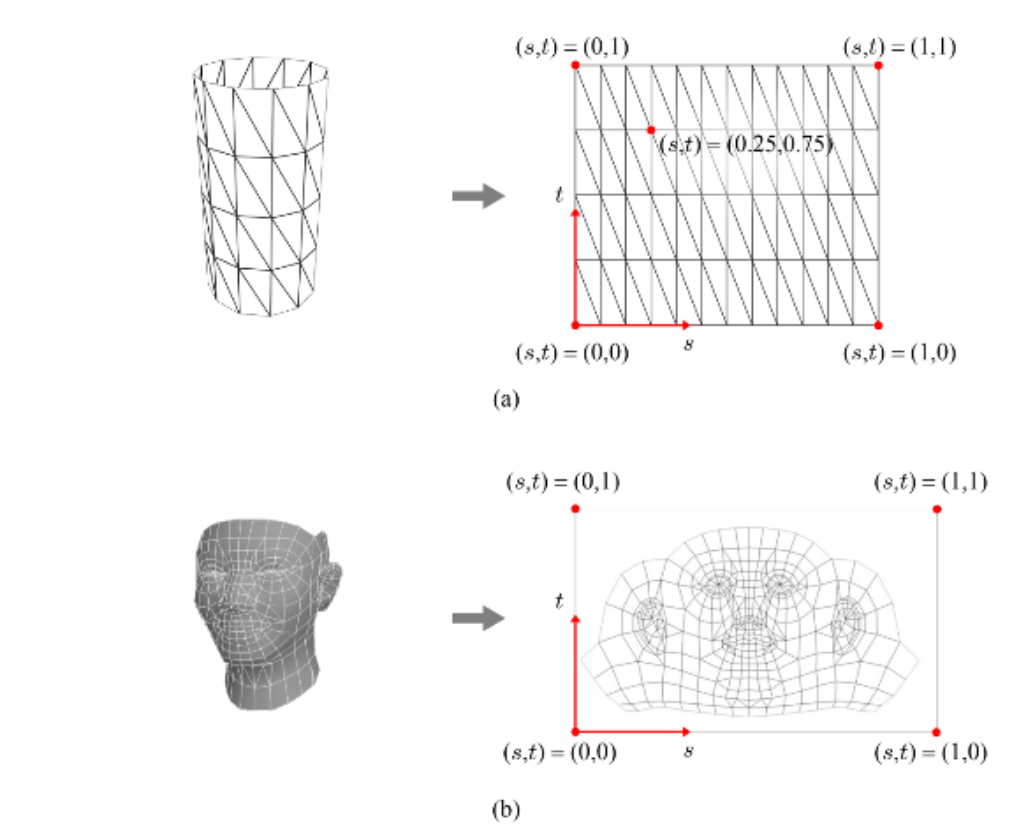 (s,t) = (0,1) (s,t) = (1,1)
(s,t) = (0.25,0.75)
t
s
(s,t) = (0,0) (s,t) = (1,0)
(a)
(s,t) = (0,1) (s,t) = (1,1)
t
s
(s,t) = (0,0) (s,t) = (1,0)
(b)